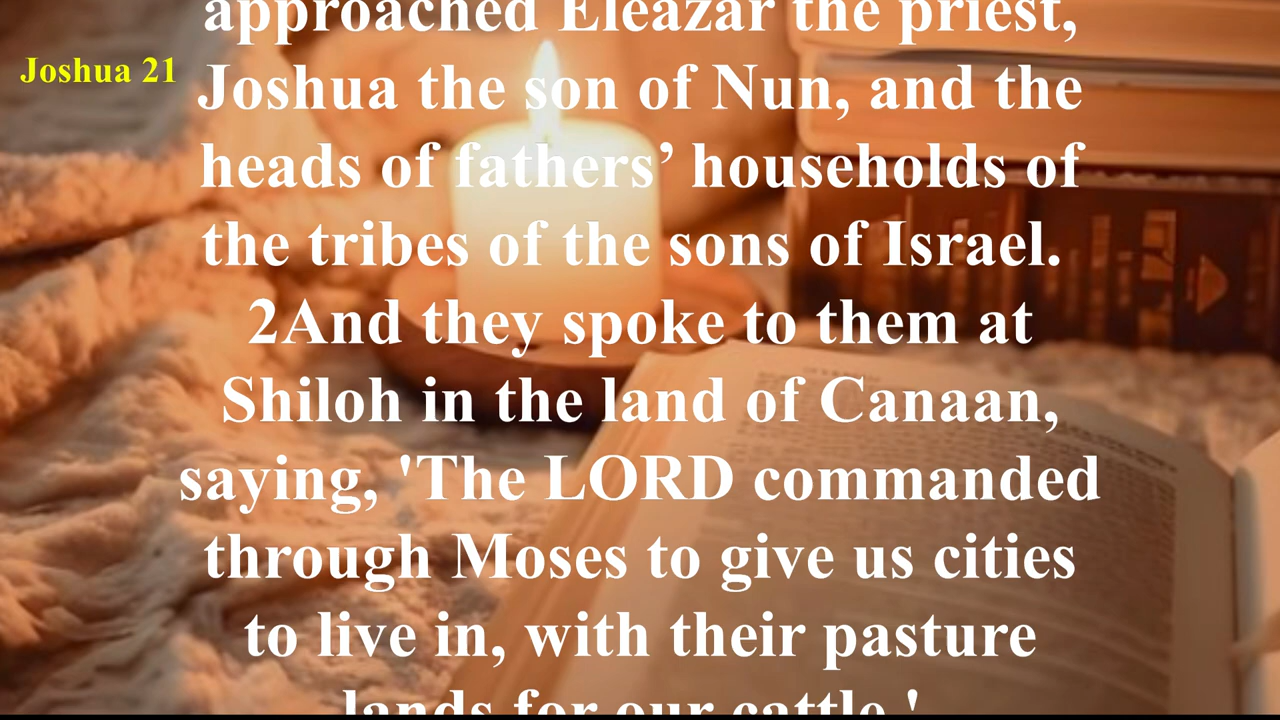 approached Eleazar the priest,
Joshua 21
Joshua the son of Nun, and the
heads of fathers’ households of
the tribes of the sons of Israel.
2And they spoke to them at
Shiloh in the land of Canaan,
saying, 'The LORD commanded
through Moses to give us cities
to live in, with their pasture
lands for our cattle.'